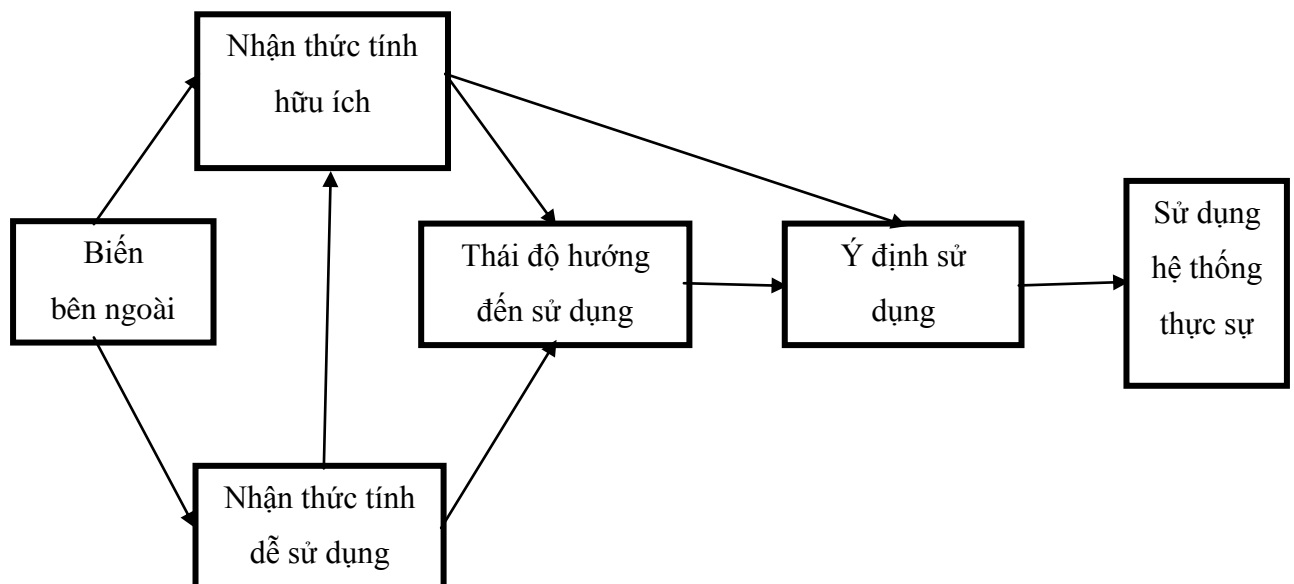 Nhận thức tính
hữu ích
Biến
bên ngoài
Thái độ hướng
đến sử dụng
Ý định sử
dụng
Sử dụng
hệ thống
thực sự
Nhận thức tính
dễ sử dụng